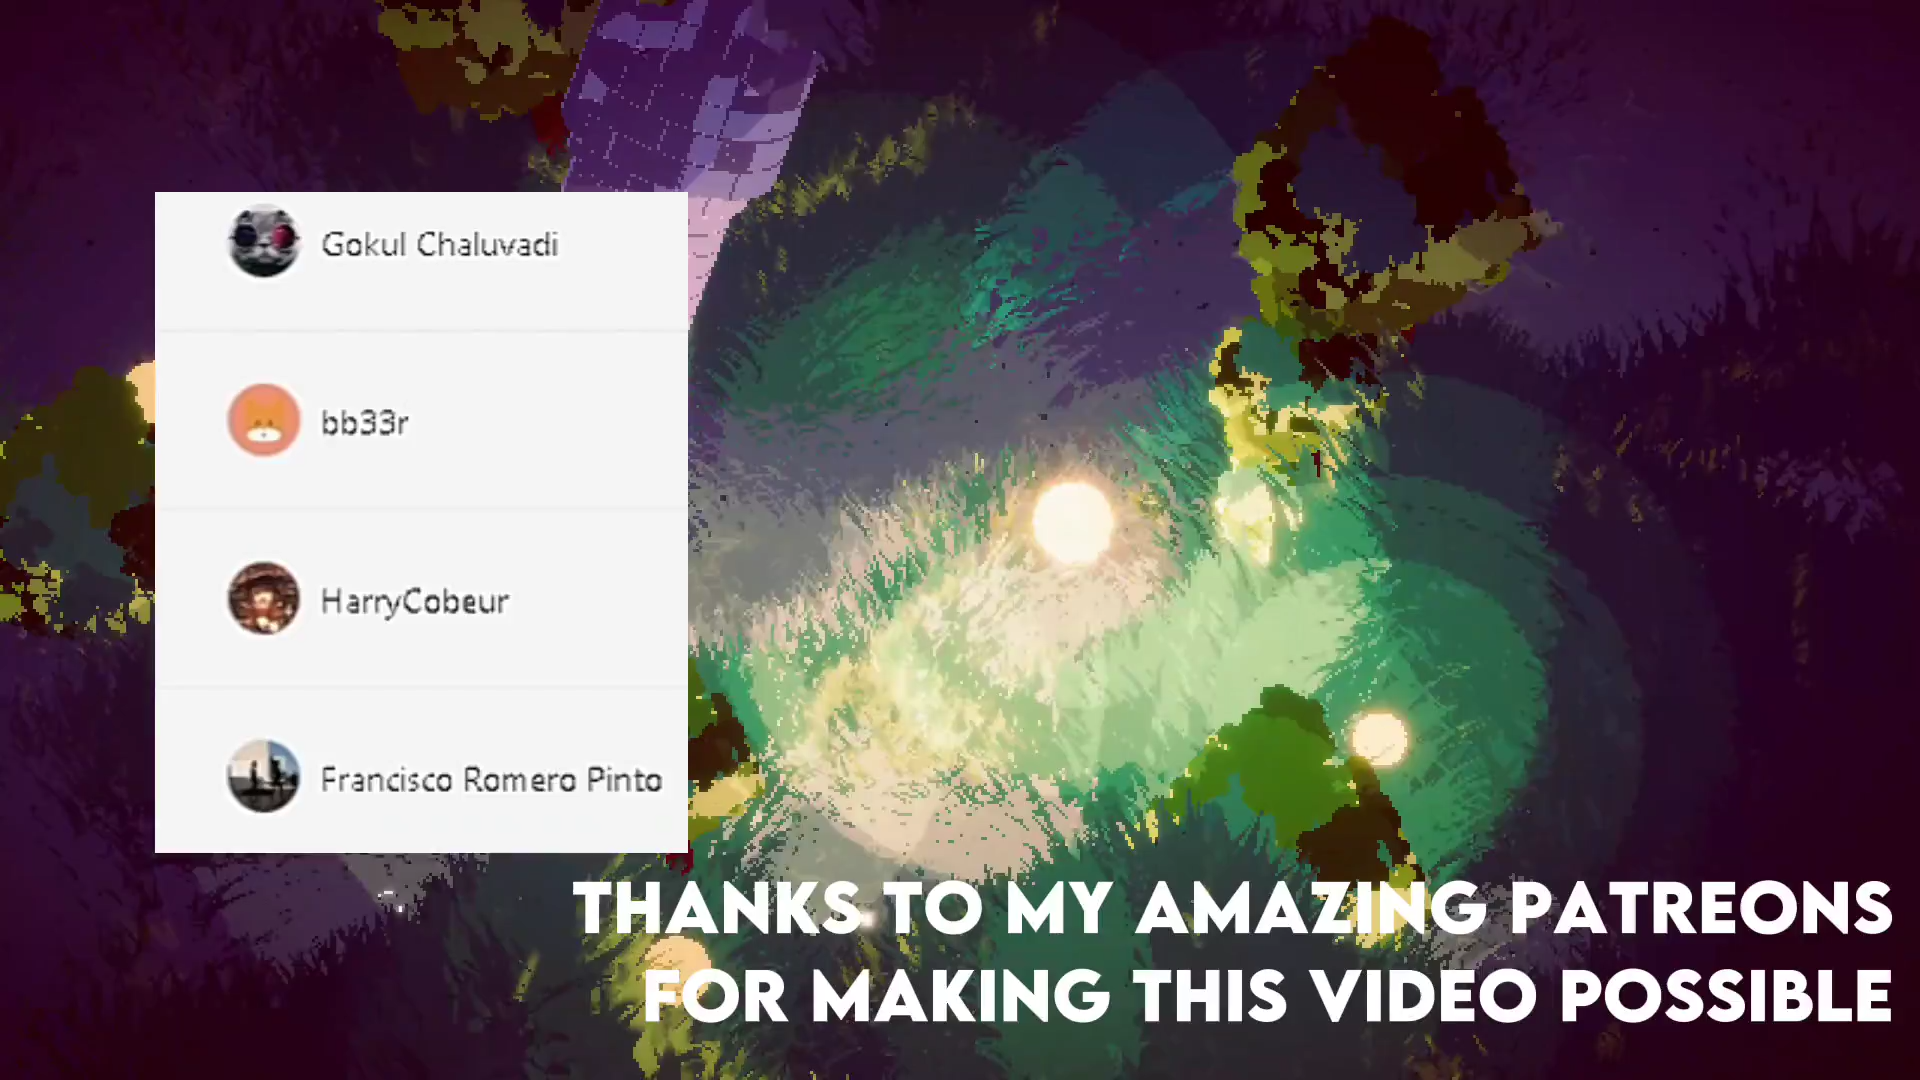 Gokul Chaluvadi
bb33r
HarryCobeur
Francisco Romero Pinto
THANKS TO MY AMAZING PATREONS
FOR MAKING THIS VIDEO POSSIBLE